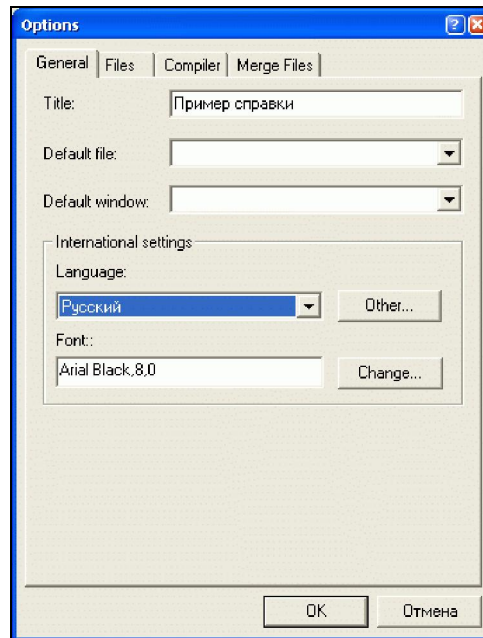 Options
General Files Compiler Merge Files
Title: Пример справки
Default file:
Default window:
International settings
Language:
Русский Other...
Font::
Arial Black,8,0 Change...
OK Отмена